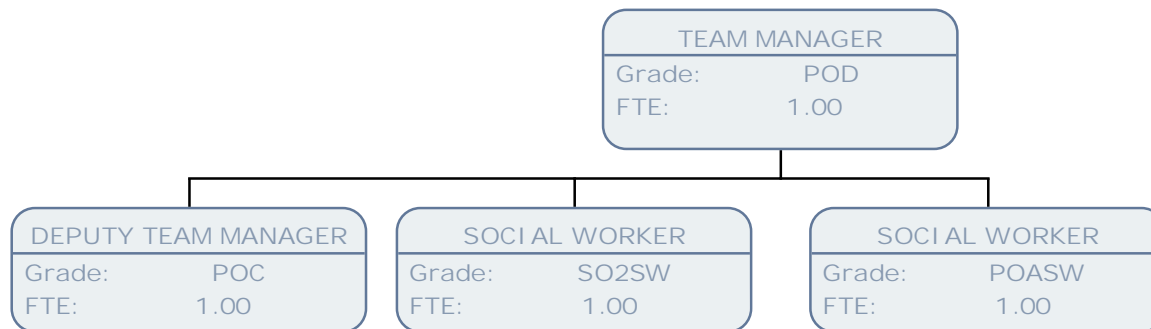 TEAM MANAGER
Grade: POD
FTE: 1.00
DEPUTY TEAM MANAGER
Grade: POC
FTE: 1.00
SOCIAL WORKER
Grade: SO2SW
FTE: 1.00
SOCIAL WORKER
Grade: POASW
FTE: 1.00